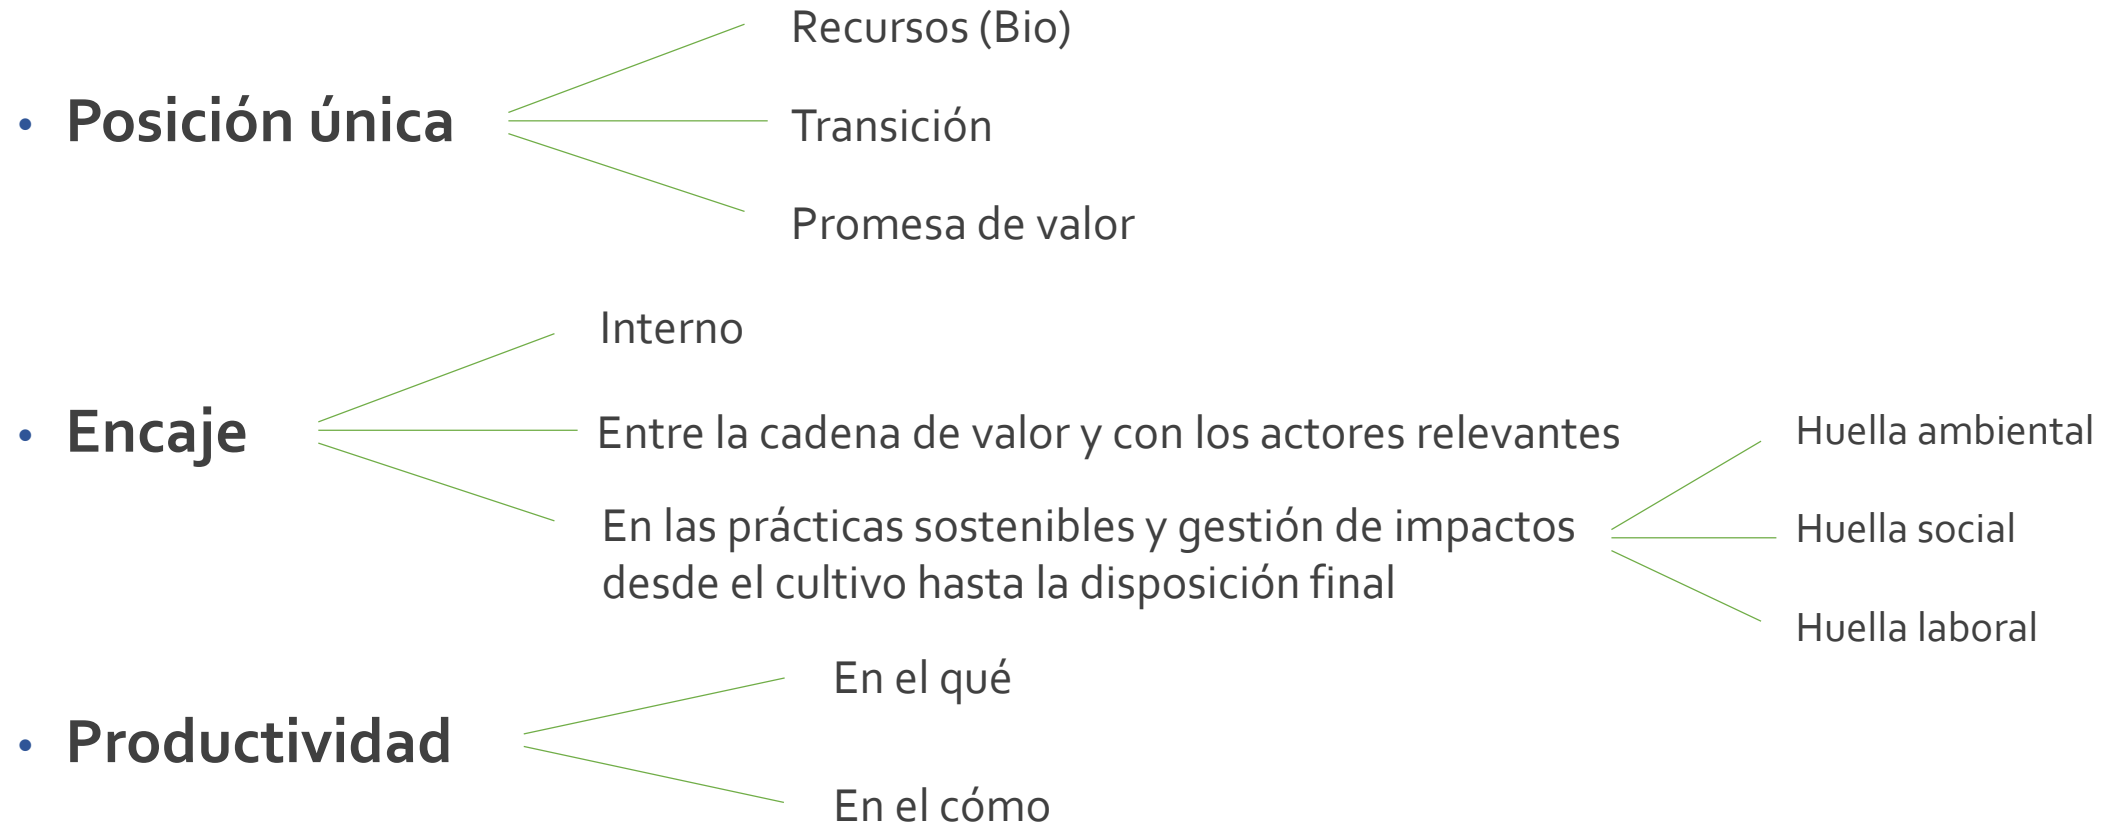 • Posición única
Recursos (Bio)
Transición
Promesa de valor
• Encaje
Interno
Entre la cadena de valor y con los actores relevantes
En las prácticas sostenibles y gestión de impactos
desde el cultivo hasta la disposición final
Huella ambiental
Huella social
Huella laboral
• Productividad
En el qué
En el cómo